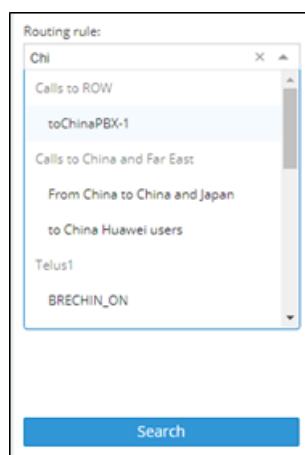 Routing rule:
Chi
Calls to ROW
toChinaPBX-1
Calls to China and Far East
From China to China and Japan
to China Huawei users
Telus1
BRECHIN_ON
Search